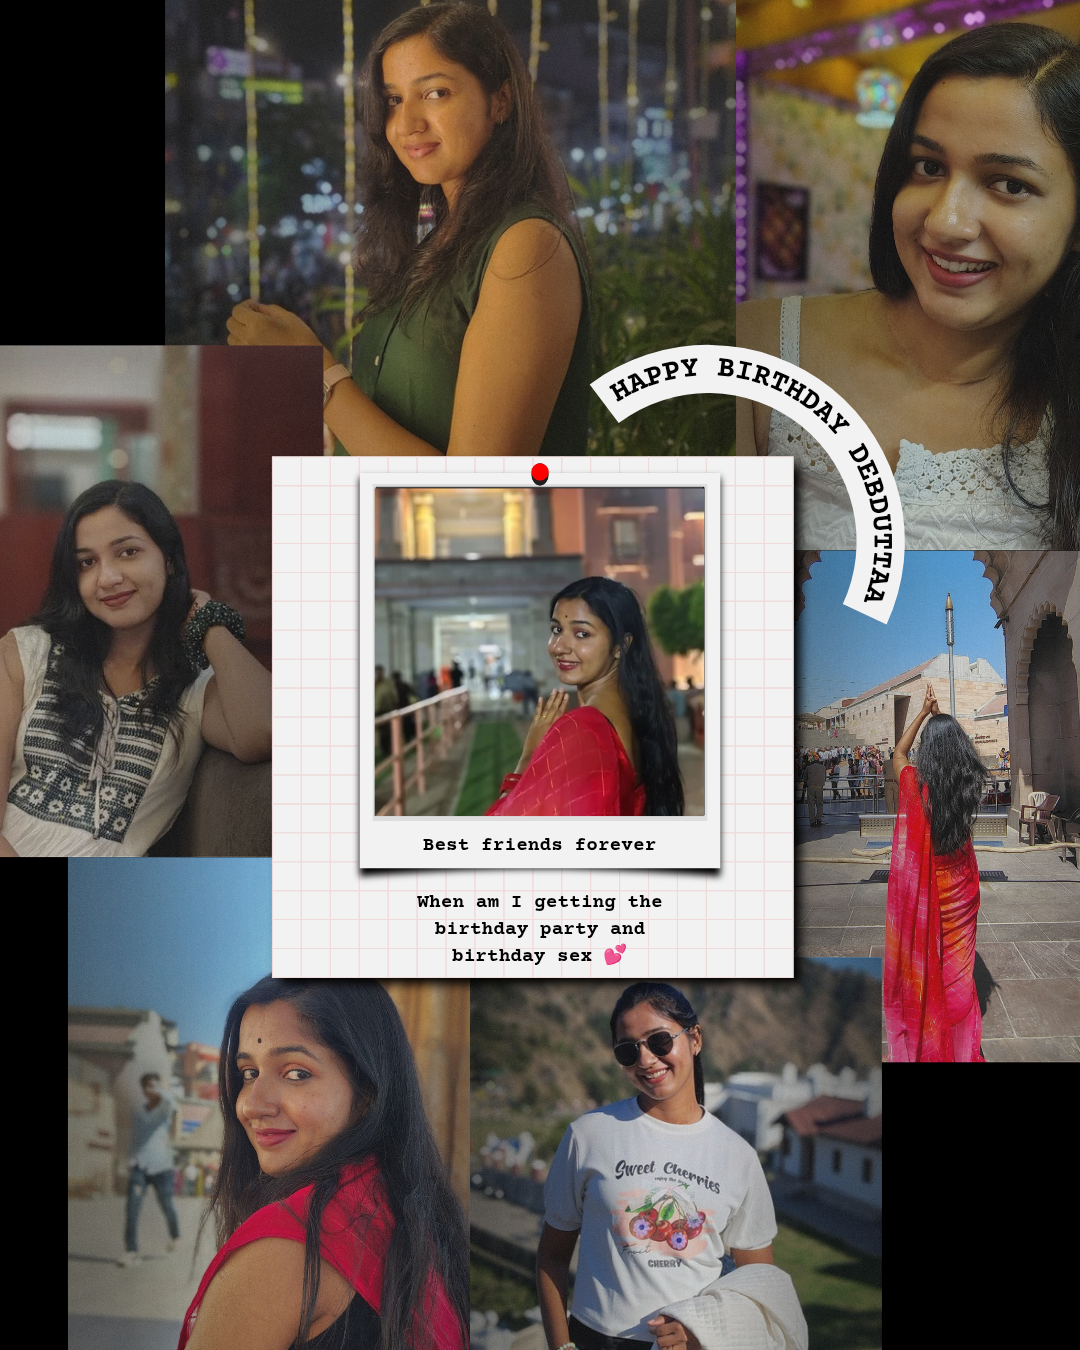 HAPPY BIRTHDAY DEBDUTTAA
Best friends forever
When am I getting the
birthday party and
birthday sex 💕
Sweet Cherries
CHERRY